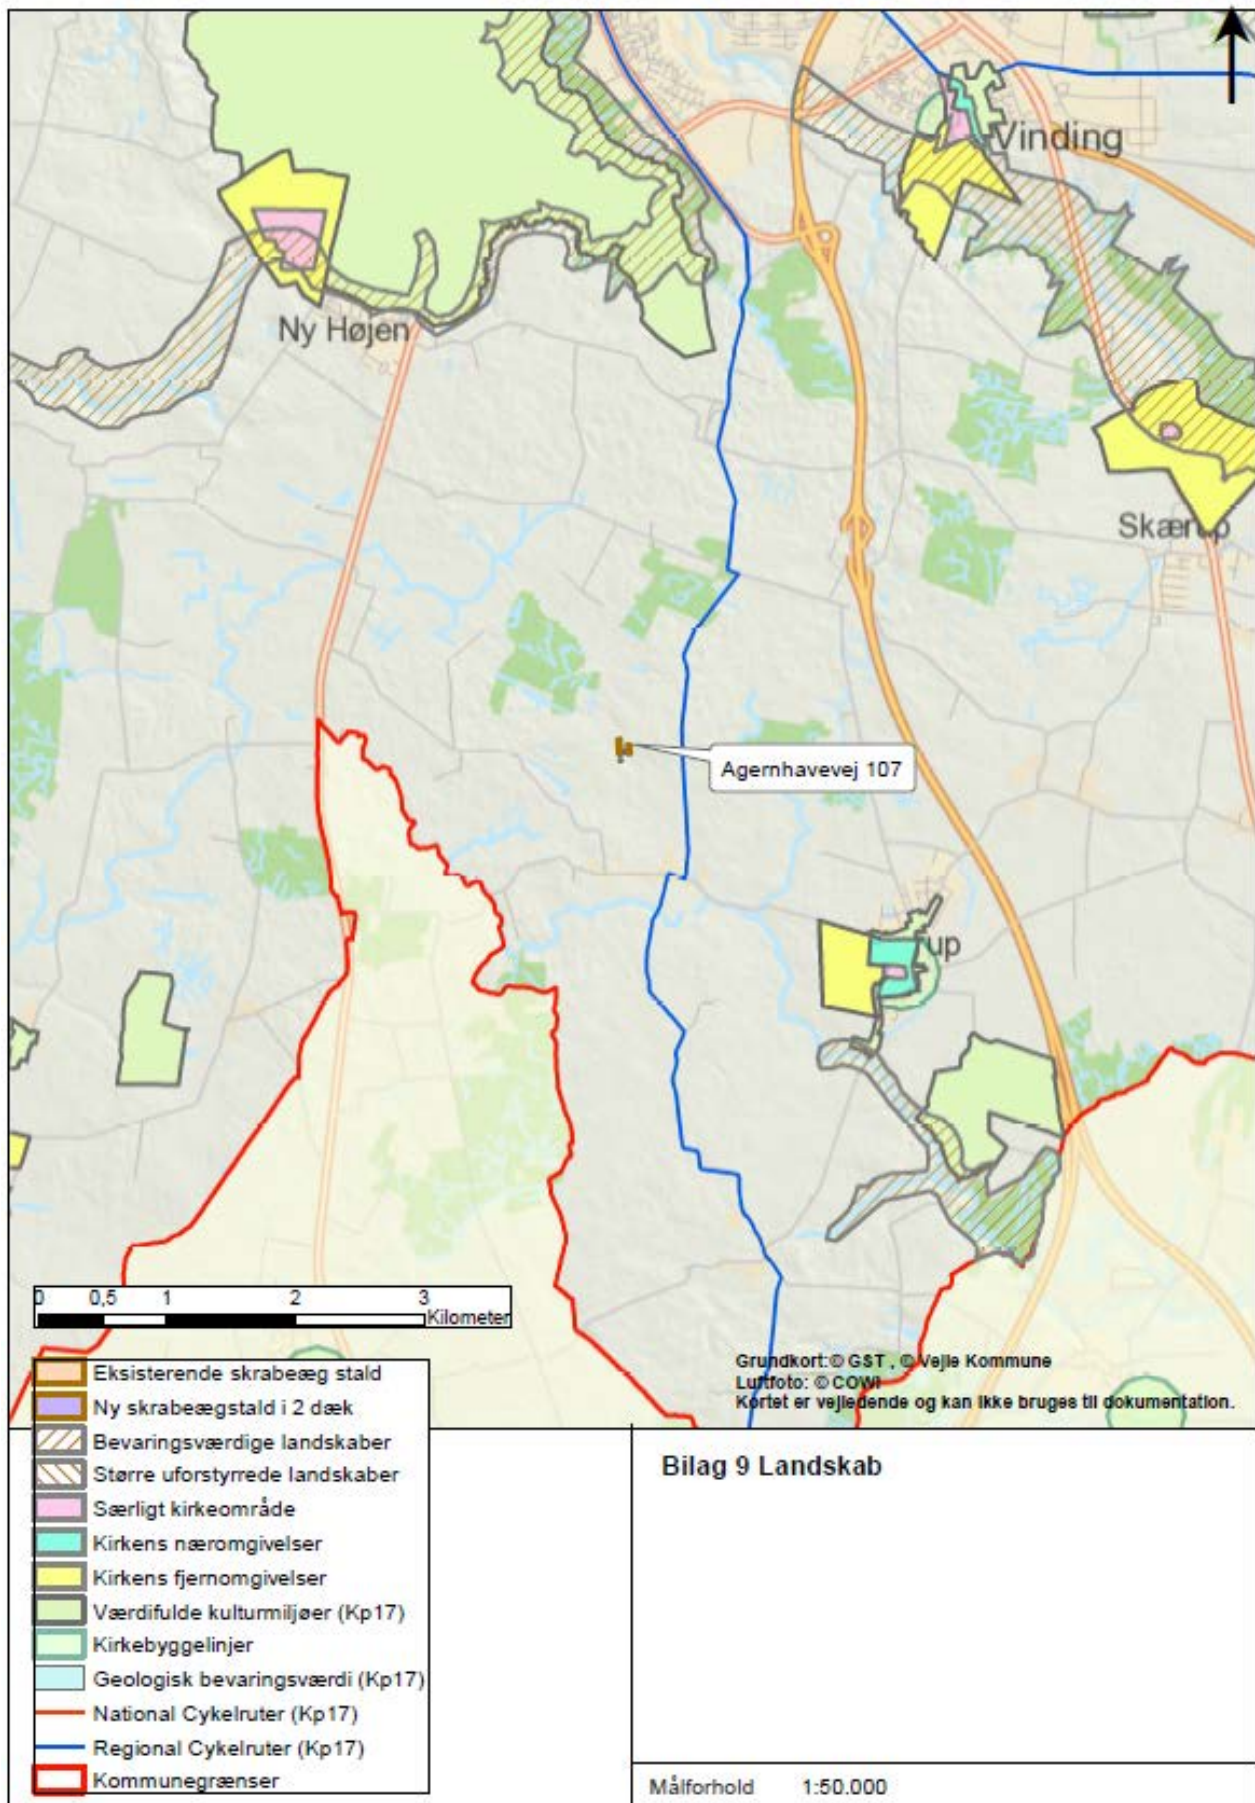 Vinding
Ny Højen
Skærup
Agernhavevej 107
up
0 0,5 1 2 3
Kilometer
Grundkort: © GST , © Vejle Kommune
Luftfoto: © COWI
Kortet er vejledende og kan ikke bruges til dokumentation.
Eksisterende skrabeæg stald
Ny skrabeægstald i 2 dæk
Bevaringsværdige landskaber
Større uforstyrrede landskaber
Særligt kirkeområde
Kirkens næromgivelser
Kirkens fjernomgivelser
Værdifulde kulturmiljøer (Kp17)
Kirkebyggelinjer
Geologisk bevaringsværdi (Kp17)
National Cykelruter (Kp17)
Regional Cykelruter (Kp17)
Kommunegrænser
Bilag 9 Landskab
Målforhold 1:50.000